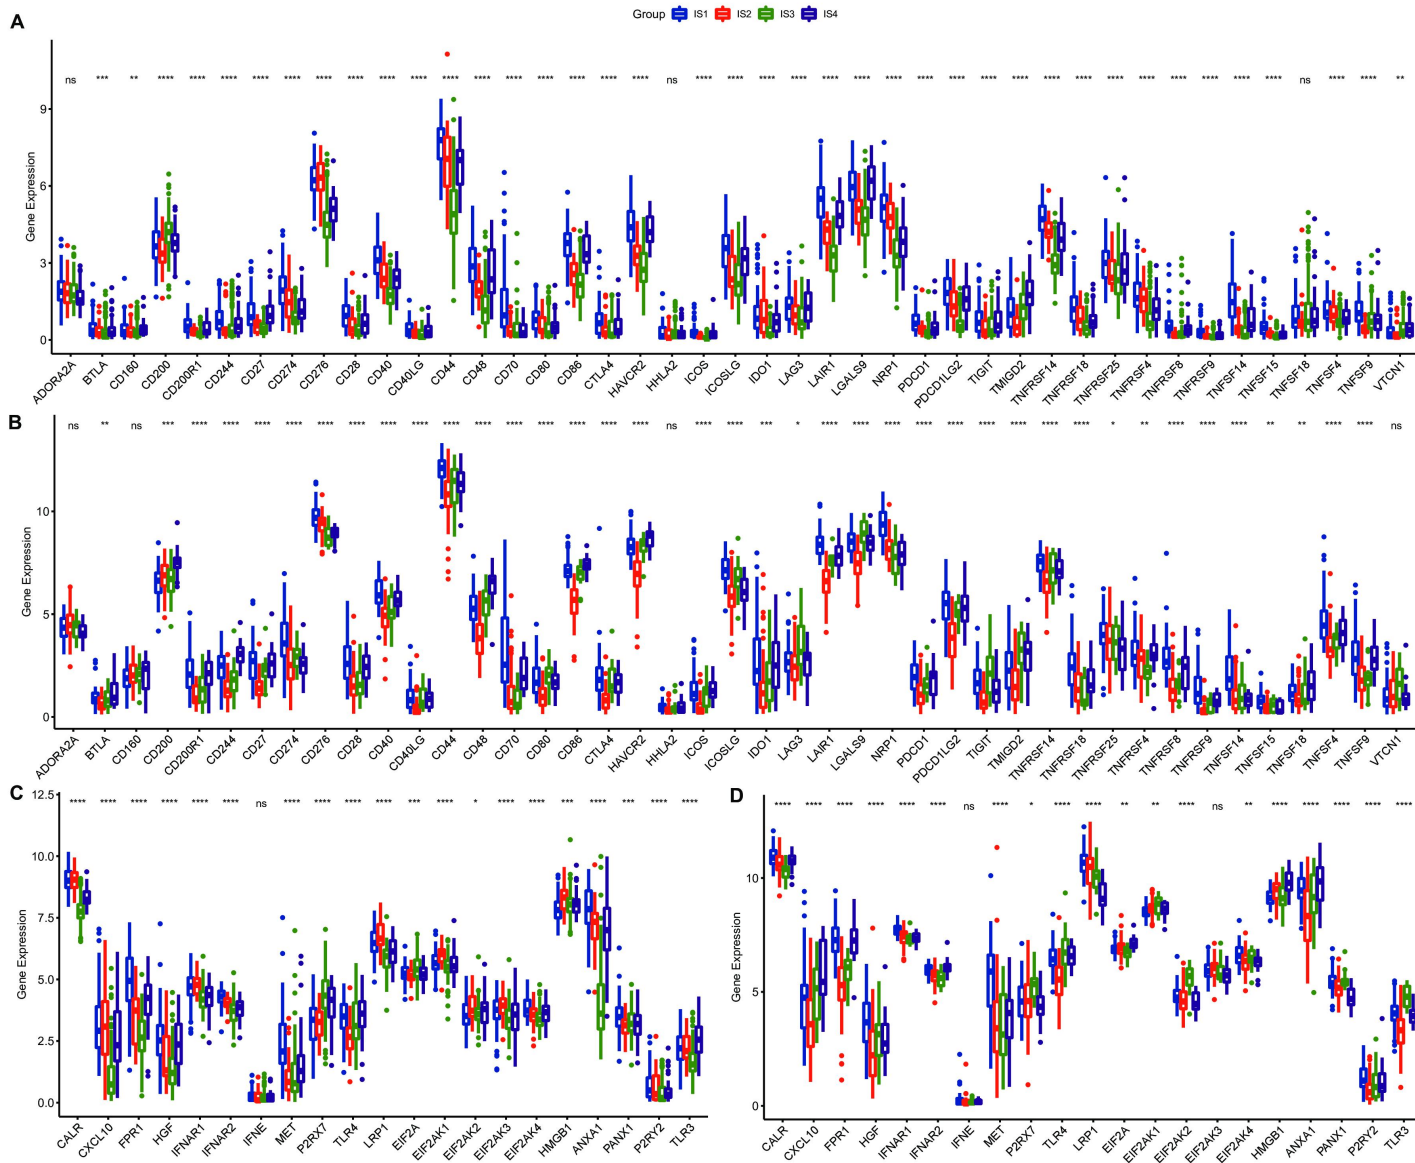 Group IS1 IS2 IS3 IS4
A
ns *** ** **** **** **** **** **** **** **** **** **** **** **** **** **** **** **** **** ns **** **** **** **** **** **** **** **** **** **** **** **** **** **** **** **** **** **** **** ns **** **** **
Gene Expression
9
6
3
0
ADORA2A BTLA CD160 CD200 CD200R1 CD244 CD27 CD274 CD276 CD28 CD40 CD40LG CD44 CD48 CD70 CD80 CD86 CTLA4 HAVCR2 HHLA2 ICOS ICOSLG IDO1 LAG3 LAIR1 LGALS9 NRP1 PDCD1 PDCD1LG2 TIGIT TMIGD2 TNFRSF14 TNFRSF18 TNFRSF25 TNFRSF4 TNFRSF8 TNFRSF9 TNFSF14 TNFSF15 TNFSF18 TNFSF4 TNFSF9 VTCN1
B
ns ** ns *** **** **** **** **** **** **** **** **** **** **** **** **** **** **** **** ns **** **** *** * **** **** **** **** **** **** **** **** **** * ** **** **** **** ** ** **** **** ns
Gene Expression
10
5
0
ADORA2A BTLA CD160 CD200 CD200R1 CD244 CD27 CD274 CD276 CD28 CD40 CD40LG CD44 CD48 CD70 CD80 CD86 CTLA4 HAVCR2 HHLA2 ICOS ICOSLG IDO1 LAG3 LAIR1 LGALS9 NRP1 PDCD1 PDCD1LG2 TIGIT TMIGD2 TNFRSF14 TNFRSF18 TNFRSF25 TNFRSF4 TNFRSF8 TNFRSF9 TNFSF14 TNFSF15 TNFSF18 TNFSF4 TNFSF9 VTCN1
C
**** **** **** **** **** **** ns **** **** **** **** *** **** * **** **** *** **** *** **** ****
Gene Expression
12.5
10.0
7.5
5.0
2.5
0.0
CALR CXCL10 FPR1 HGF IFNAR1 IFNAR2 IFNE MET P2RX7 TLR4 LRP1 EIF2A EIF2AK1 EIF2AK2 EIF2AK3 EIF2AK4 HMGB1 ANXA1 PANX1 P2RY2 TLR3
D
**** **** **** **** **** **** ns **** * **** **** ** ** **** ns ** **** **** **** **** ****
Gene Expression
10
5
0
CALR CXCL10 FPR1 HGF IFNAR1 IFNAR2 IFNE MET P2RX7 TLR4 LRP1 EIF2A EIF2AK1 EIF2AK2 EIF2AK3 EIF2AK4 HMGB1 ANXA1 PANX1 P2RY2 TLR3